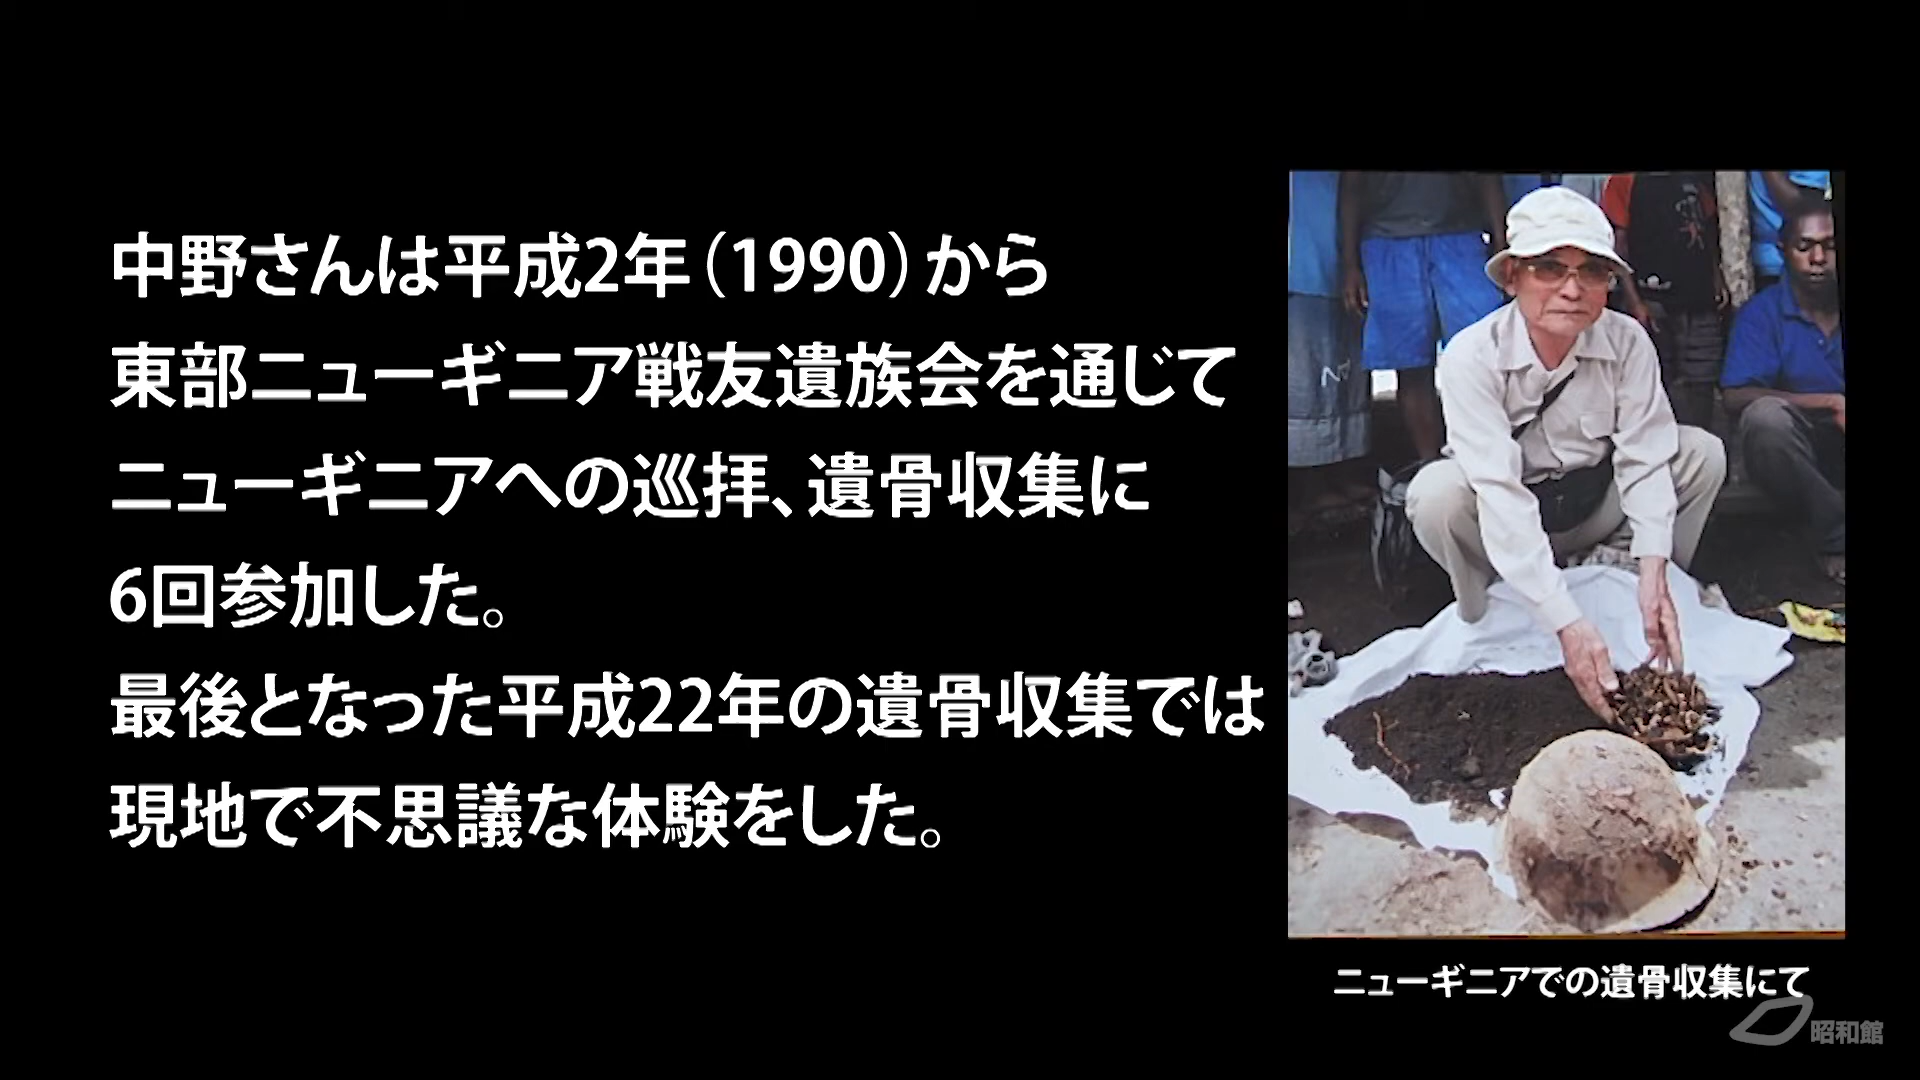 中野さんは平成2年（1990）から
東部ニューギニア戦友遺族会を通じて
ニューギニアへの巡拝、遺骨収集に
6回参加した。
最後となった平成22年の遺骨収集では
現地で不思議な体験をした。
ニューギニアでの遺骨収集にて
昭和館